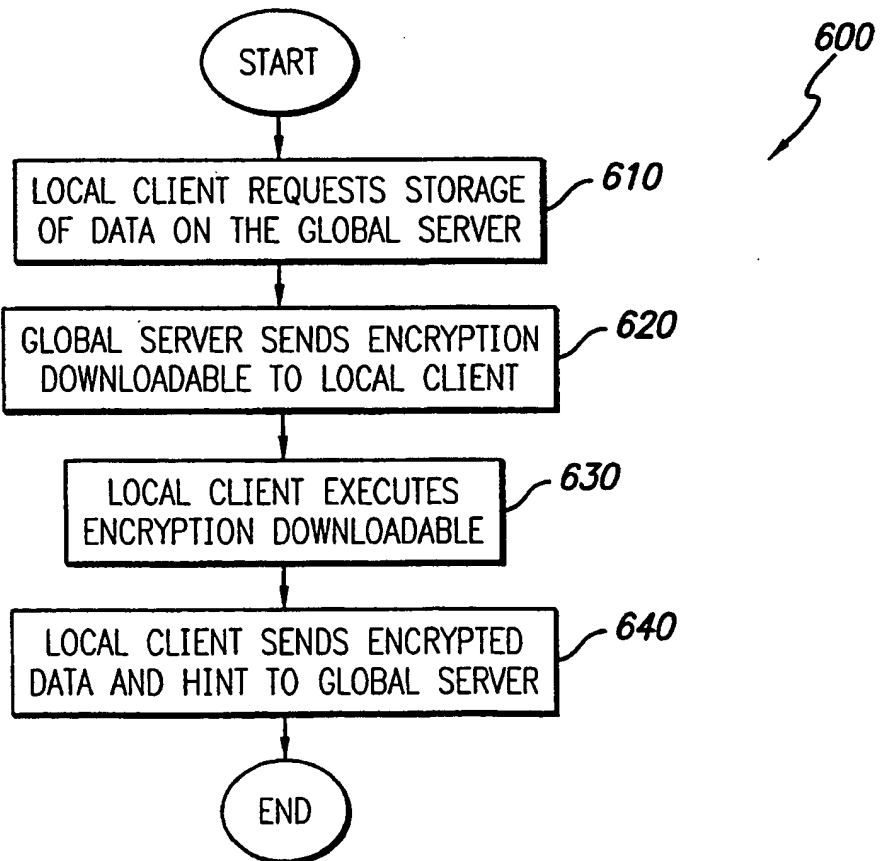 START
600
LOCAL CLIENT REQUESTS STORAGE
OF DATA ON THE GLOBAL SERVER
610
GLOBAL SERVER SENDS ENCRYPTION
DOWNLOADABLE TO LOCAL CLIENT
620
LOCAL CLIENT EXECUTES
ENCRYPTION DOWNLOADABLE
630
LOCAL CLIENT SENDS ENCRYPTED
DATA AND HINT TO GLOBAL SERVER
640
END